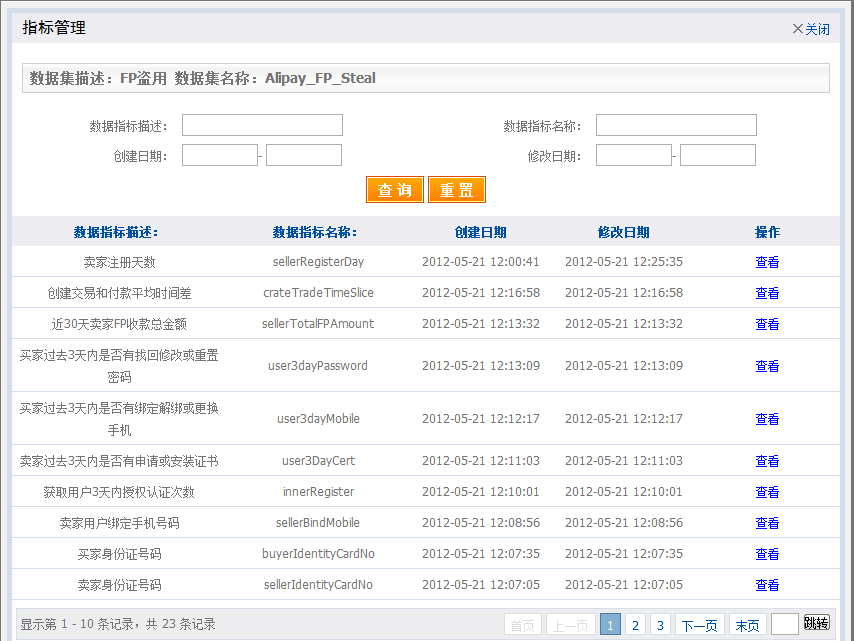 指标管理 ×关闭
数据集描述：FP盗用 数据集名称：Alipay_FP_Steal
数据指标描述： 数据指标名称：
创建日期： - 修改日期： -
查询 重置
数据指标描述： 数据指标名称： 创建日期 修改日期 操作
卖家注册天数 sellerRegisterDay 2012-05-21 12:00:41 2012-05-21 12:25:35 查看
创建交易和付款平均时间差 crateTradeTimeSlice 2012-05-21 12:16:58 2012-05-21 12:16:58 查看
近30天卖家FP收款总金额 sellerTotalFPAmount 2012-05-21 12:13:32 2012-05-21 12:13:32 查看
买家过去3天内是否有找回修改或重置
密码 user3dayPassword 2012-05-21 12:13:09 2012-05-21 12:13:09 查看
买家过去3天内是否有绑定解绑或更换
手机 user3dayMobile 2012-05-21 12:12:17 2012-05-21 12:12:17 查看
卖家过去3天内是否有申请或安装证书 user3DayCert 2012-05-21 12:11:03 2012-05-21 12:11:03 查看
获取用户3天内授权认证次数 innerRegister 2012-05-21 12:10:01 2012-05-21 12:10:01 查看
卖家用户绑定手机号码 sellerBindMobile 2012-05-21 12:08:56 2012-05-21 12:08:56 查看
买家身份证号码 buyerIdentityCardNo 2012-05-21 12:07:35 2012-05-21 12:07:35 查看
卖家身份证号码 sellerIdentityCardNo 2012-05-21 12:07:05 2012-05-21 12:07:05 查看
显示第 1 - 10 条记录，共 23 条记录 首页 上一页 1 2 3 下一页 末页 跳转